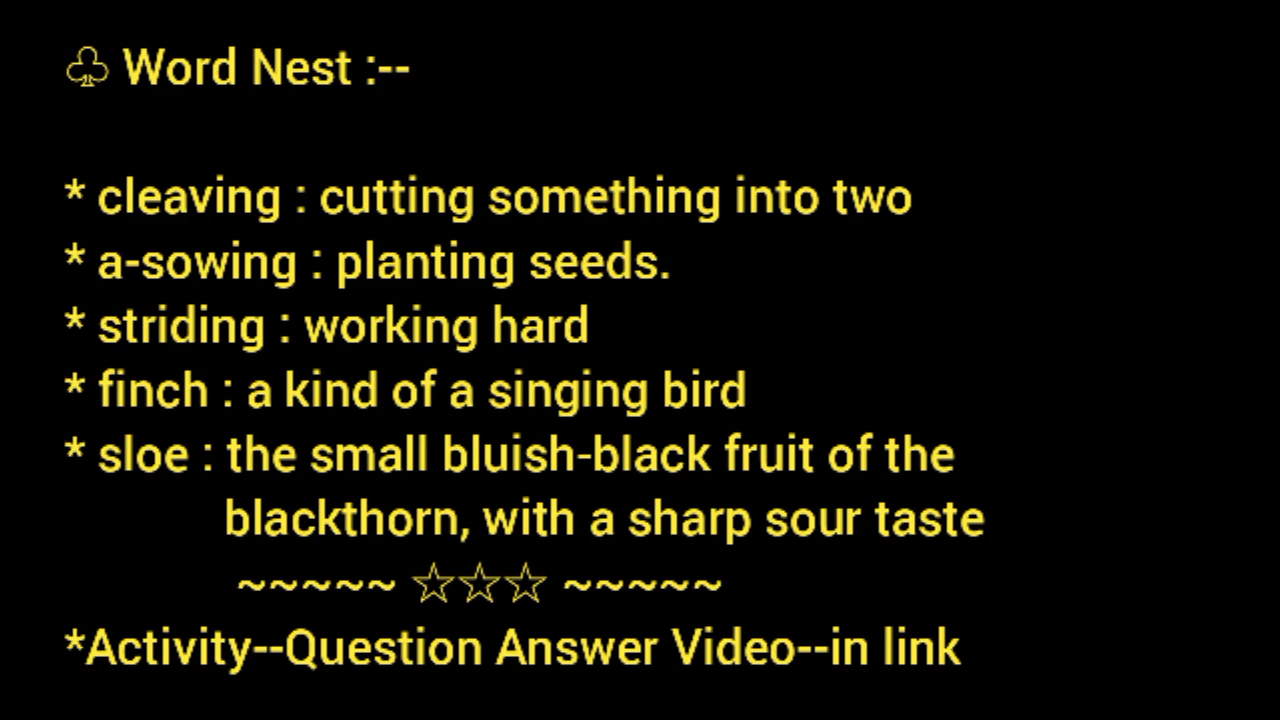 ♧ Word Nest :--
* cleaving : cutting something into two
* a-sowing : planting seeds.
* striding : working hard
* finch : a kind of a singing bird
* sloe : the small bluish-black fruit of the
blackthorn, with a sharp sour taste
~~~~~ ☆☆☆ ~~~~~
*Activity--Question Answer Video--in link